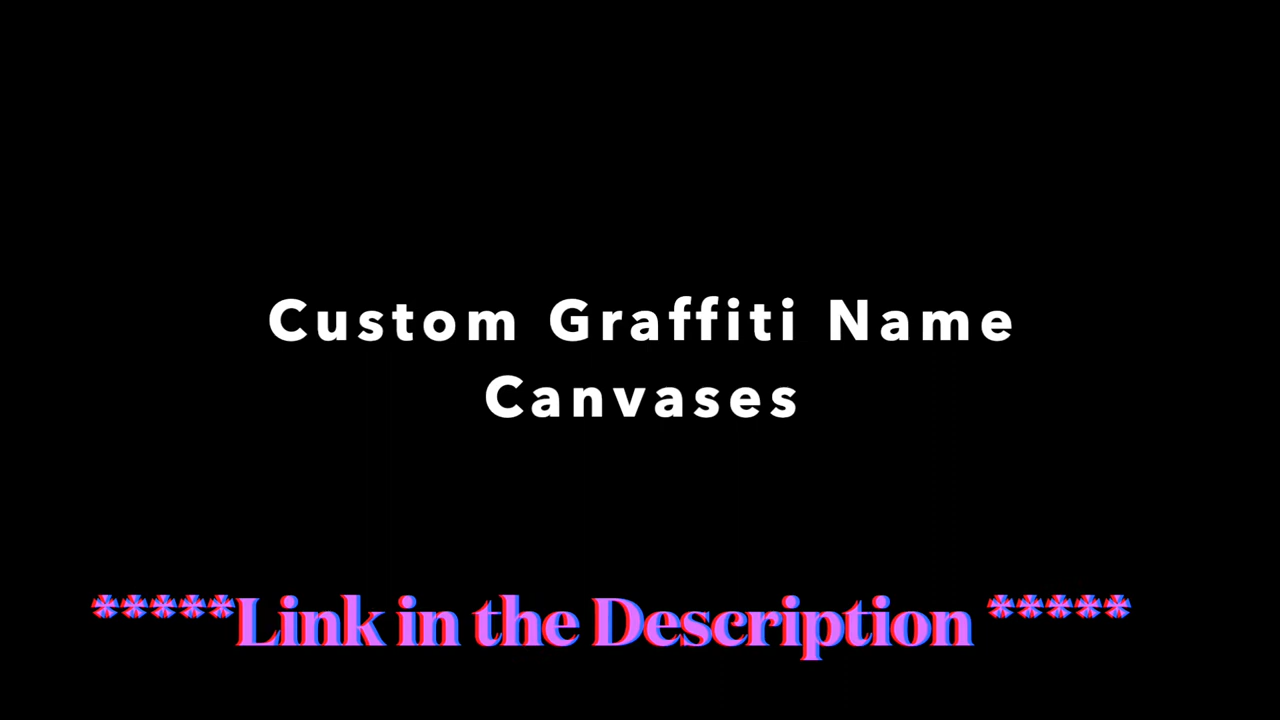 Custom Graffiti Name
Canvases
*****Link in the Description *****